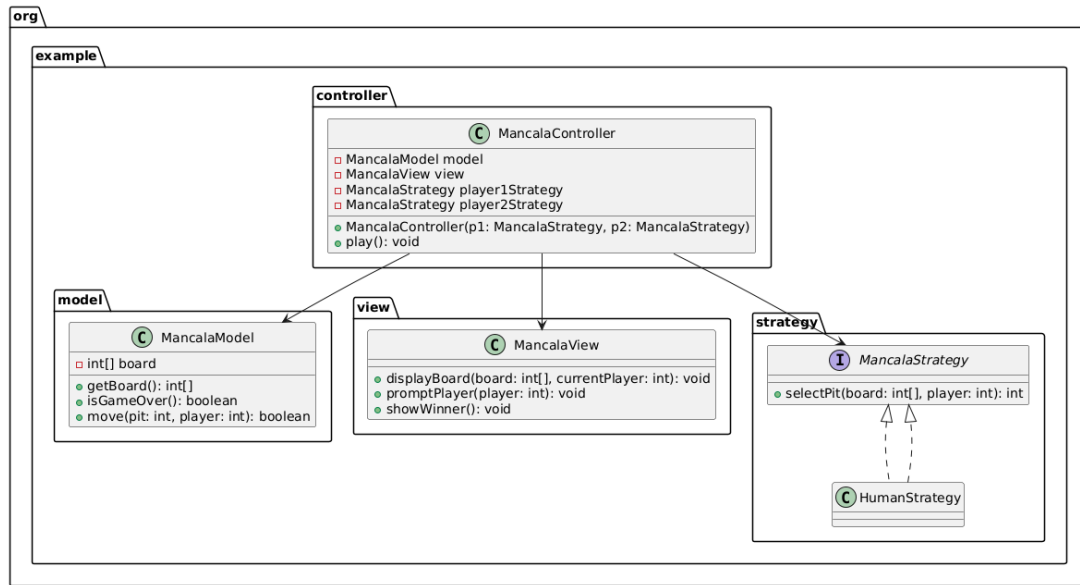 org
example
controller
C MancalaController
MancalaModel model
MancalaView view
MancalaStrategy player1Strategy
MancalaStrategy player2Strategy
MancalaController(p1: MancalaStrategy, p2: MancalaStrategy)
play(): void
model
C MancalaModel
int[] board
getBoard(): int[]
isGameOver(): boolean
move(pit: int, player: int): boolean
view
C MancalaView
displayBoard(board: int[], currentPlayer: int): void
promptPlayer(player: int): void
showWinner(): void
strategy
I MancalaStrategy
selectPit(board: int[], player: int): int
C HumanStrategy